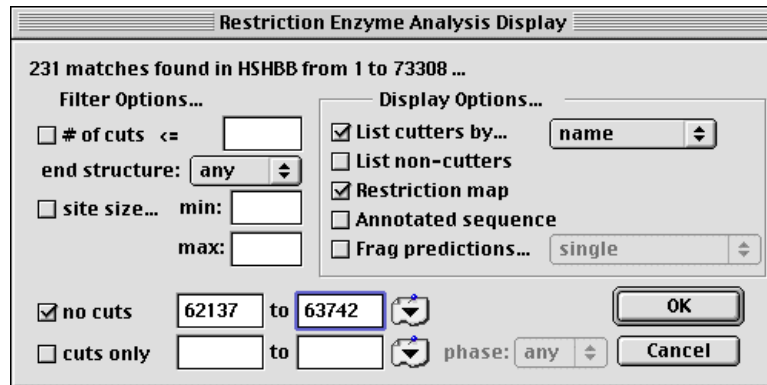 Restriction Enzyme Analysis Display
231 matches found in HSHBB from 1 to 73308 ...
Filter Options...
# of cuts <=
end structure: any
site size... min:
max:
Display Options...
List cutters by... name
List non-cutters
Restriction map
Annotated sequence
Frag predictions... single
no cuts 62137 to 63742
OK
cuts only to phase: any Cancel